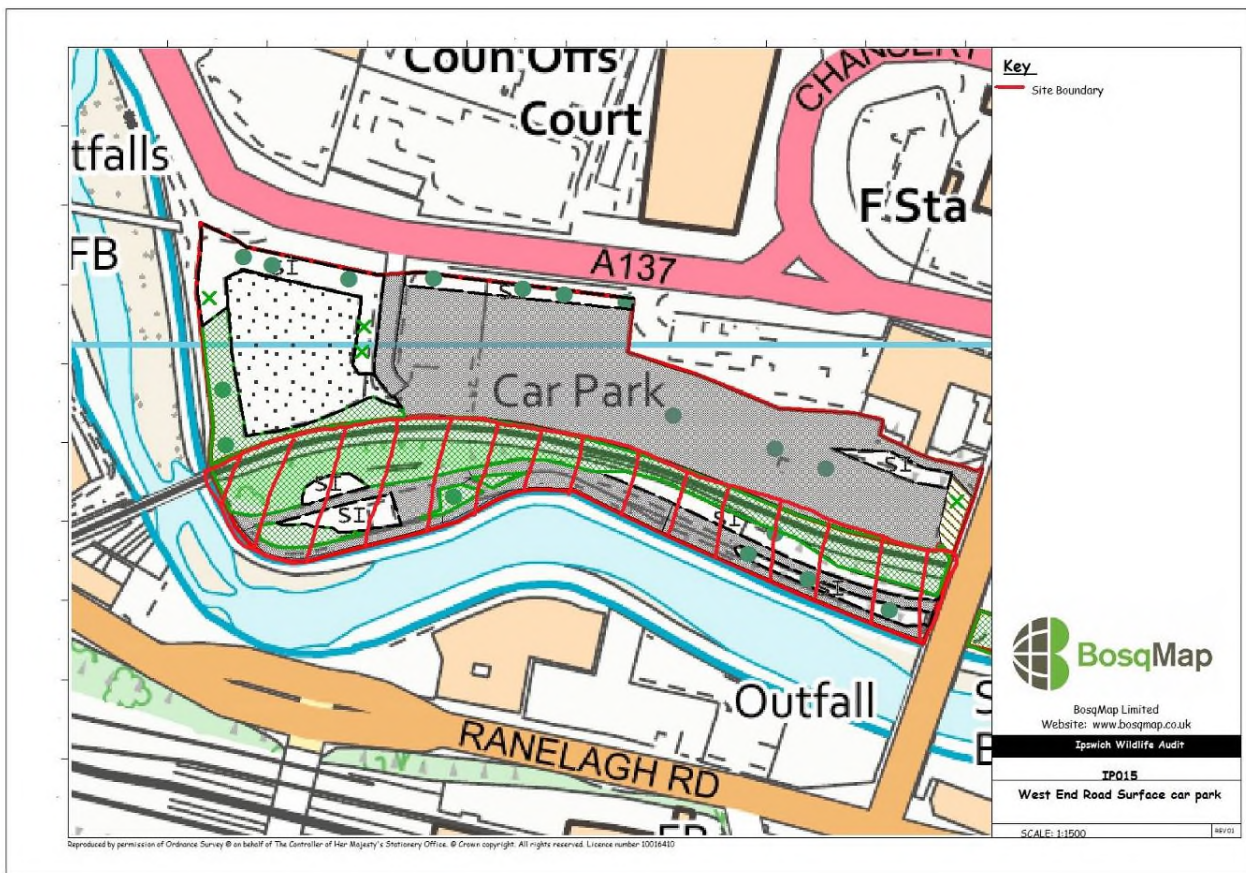 Coun Offs
Court
CHANCERY
tfalls
FB
F.Sta
A137
SI
SI
Car Park
SI
SI
SI
SI
SI
Outfall
RANELAGH RD
FB
S
B
Key
Site Boundary
BosqMap
BosqMap Limited
Website: www.bosqmap.co.uk
Ipswich Wildlife Audit
IP015
West End Road Surface car park
SCALE: 1:1500
REV01
Reproduced by permission of Ordnance Survey © on behalf of The Controller of Her Majesty's Stationery Office. © Crown copyright. All rights reserved. Licence number 10016410